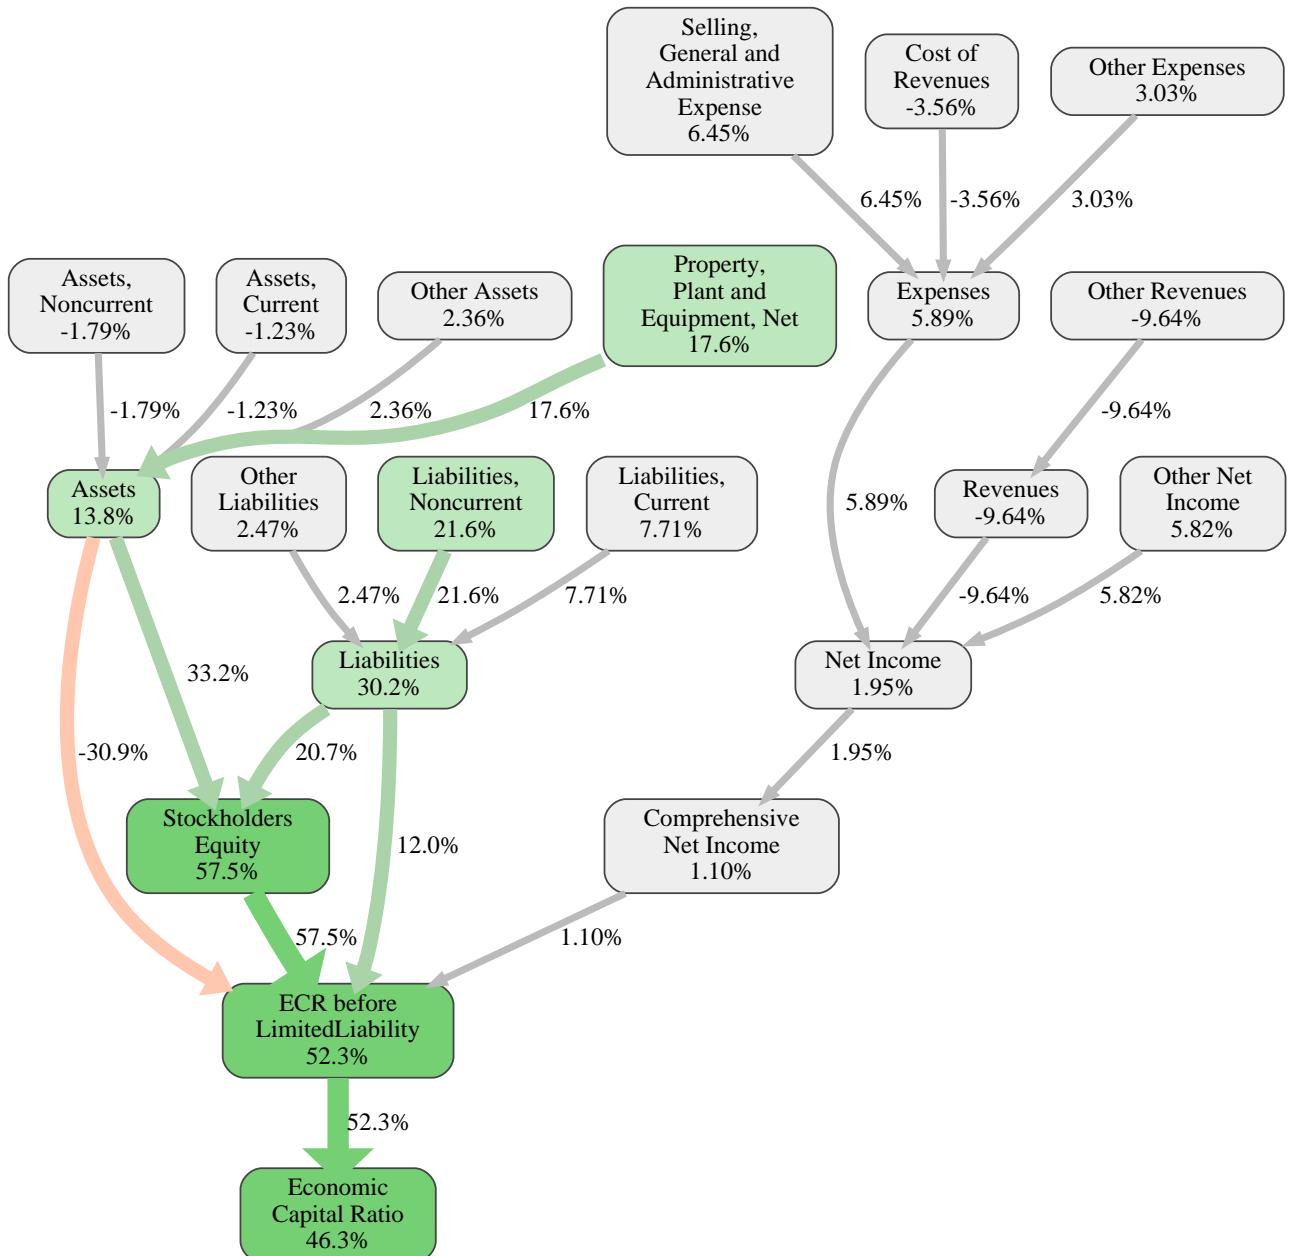 Selling,
General and
Administrative
Expense
6.45%
Cost of
Revenues
-3.56%
Other Expenses
3.03%
6.45%
-3.56%
3.03%
Assets,
Noncurrent
-1.79%
Assets,
Current
-1.23%
Other Assets
2.36%
Property,
Plant and
Equipment, Net
17.6%
Expenses
5.89%
Other Revenues
-9.64%
-1.79%
-1.23%
2.36%
17.6%
-9.64%
Assets
13.8%
Other
Liabilities
2.47%
Liabilities,
Noncurrent
21.6%
Liabilities,
Current
7.71%
5.89%
Revenues
-9.64%
Other Net
Income
5.82%
2.47%
21.6%
7.71%
-9.64%
5.82%
33.2%
Liabilities
30.2%
Net Income
1.95%
-30.9%
20.7%
1.95%
Stockholders
Equity
57.5%
12.0%
Comprehensive
Net Income
1.10%
57.5%
1.10%
ECR before
LimitedLiability
52.3%
52.3%
Economic
Capital Ratio
46.3%